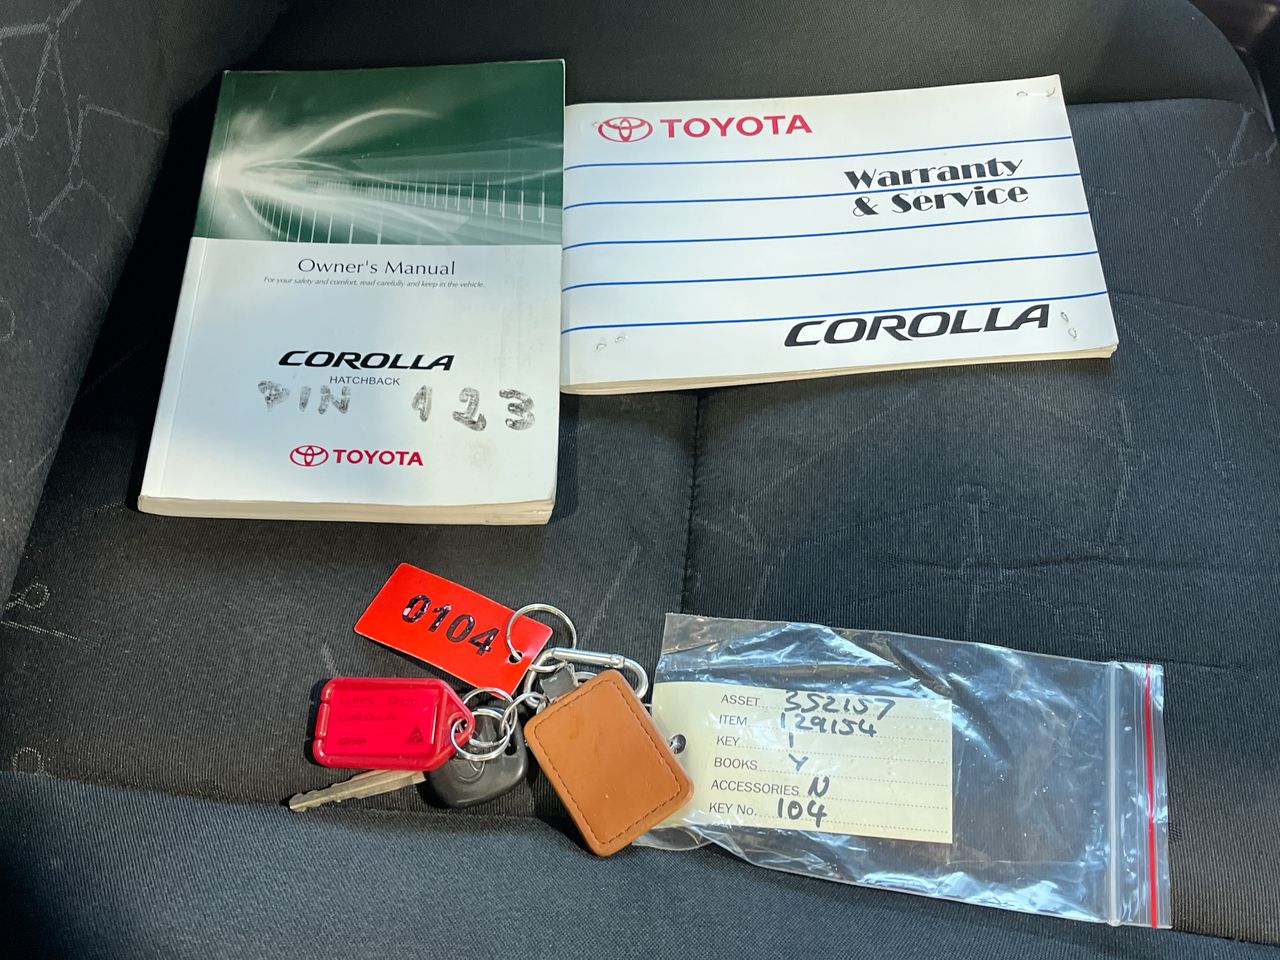 Owner's Manual
For your safety and comfort, read carefully and keep in the vehicle.
COROLLA
HATCHBACK
PIN 123
TOYOTA
TOYOTA
Warranty
& Service
COROLLA
0104
COROLLA
ASSET 352157
ITEM 129154
KEY 1
BOOKS Y
ACCESSORIES N
KEY No. 104